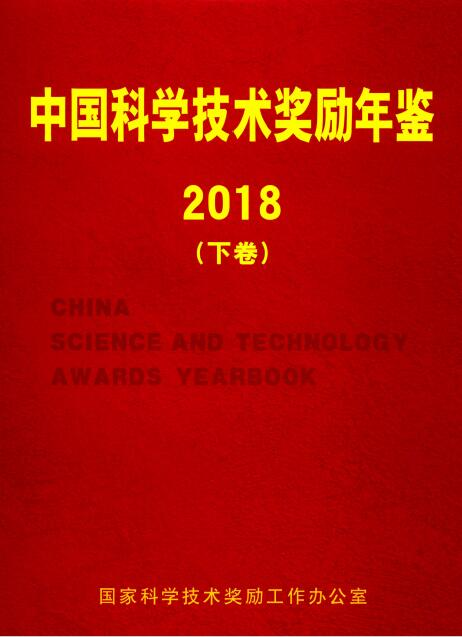 中国科学技术奖励年鉴
2018
（下卷）
CHINA
SCIENCE AND TECHNOLOGY
AWARDS YEARBOOK
国家科学技术奖励工作办公室